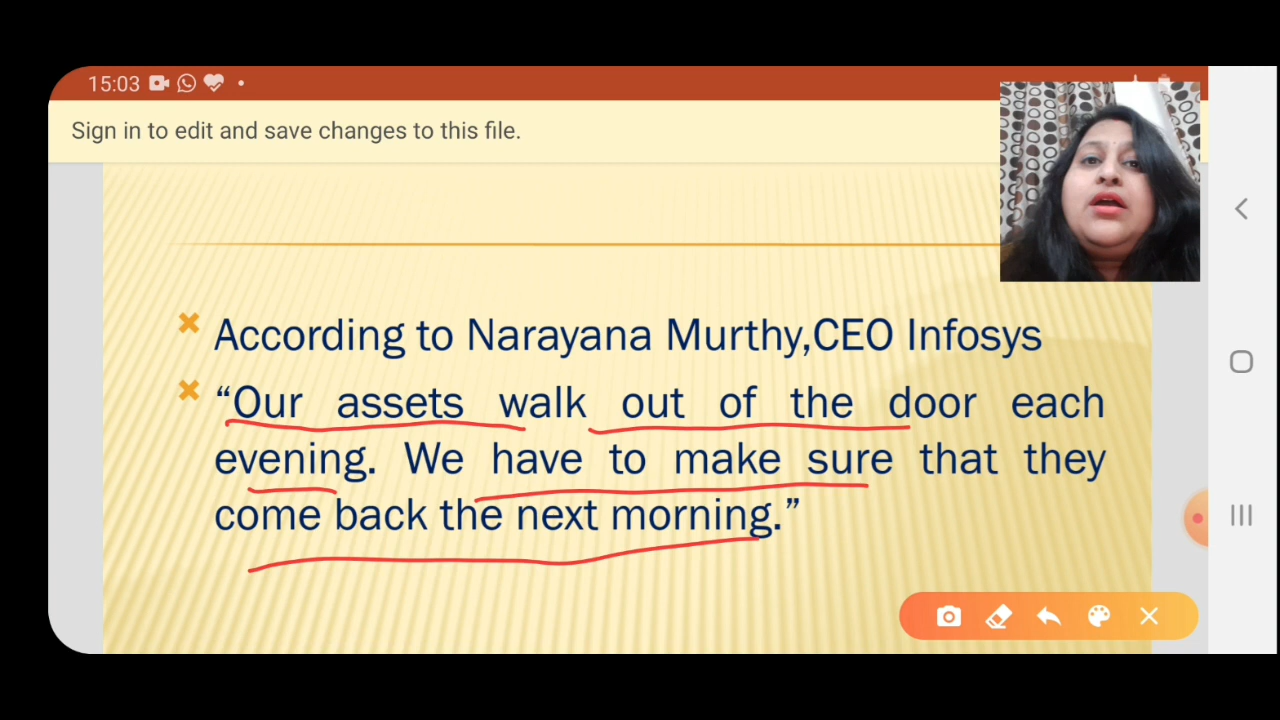 15:03
Sign in to edit and save changes to this file.
According to Narayana Murthy,CEO Infosys
“Our assets walk out of the door each
evening. We have to make sure that they
come back the next morning.”